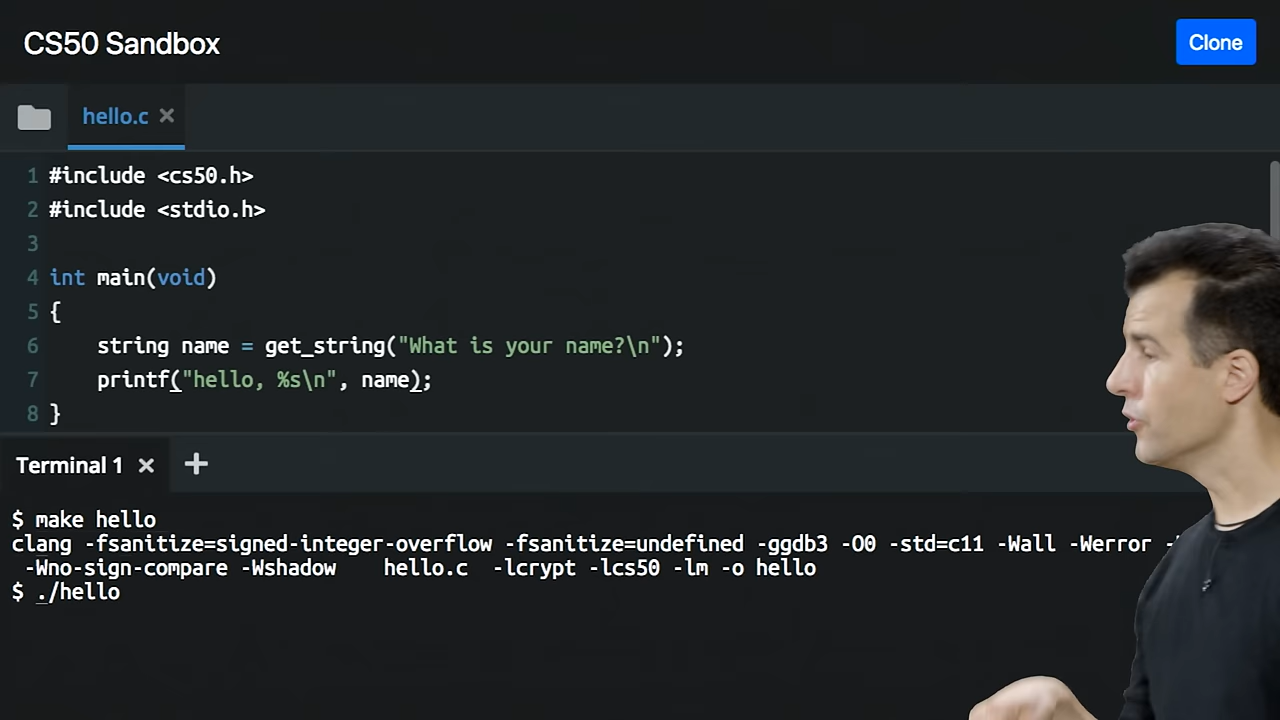 CS50 Sandbox
Clone
hello.c ×
1 #include <cs50.h>
2 #include <stdio.h>
3
4 int main(void)
5 {
6     string name = get_string("What is your name?\n");
7     printf("hello, %s\n", name);
8 }
Terminal 1 × +
$ make hello
clang -fsanitize=signed-integer-overflow -fsanitize=undefined -ggdb3 -O0 -std=c11 -Wall -Werror -
 -Wno-sign-compare -Wshadow    hello.c  -lcrypt -lcs50 -lm -o hello
$ ./hello